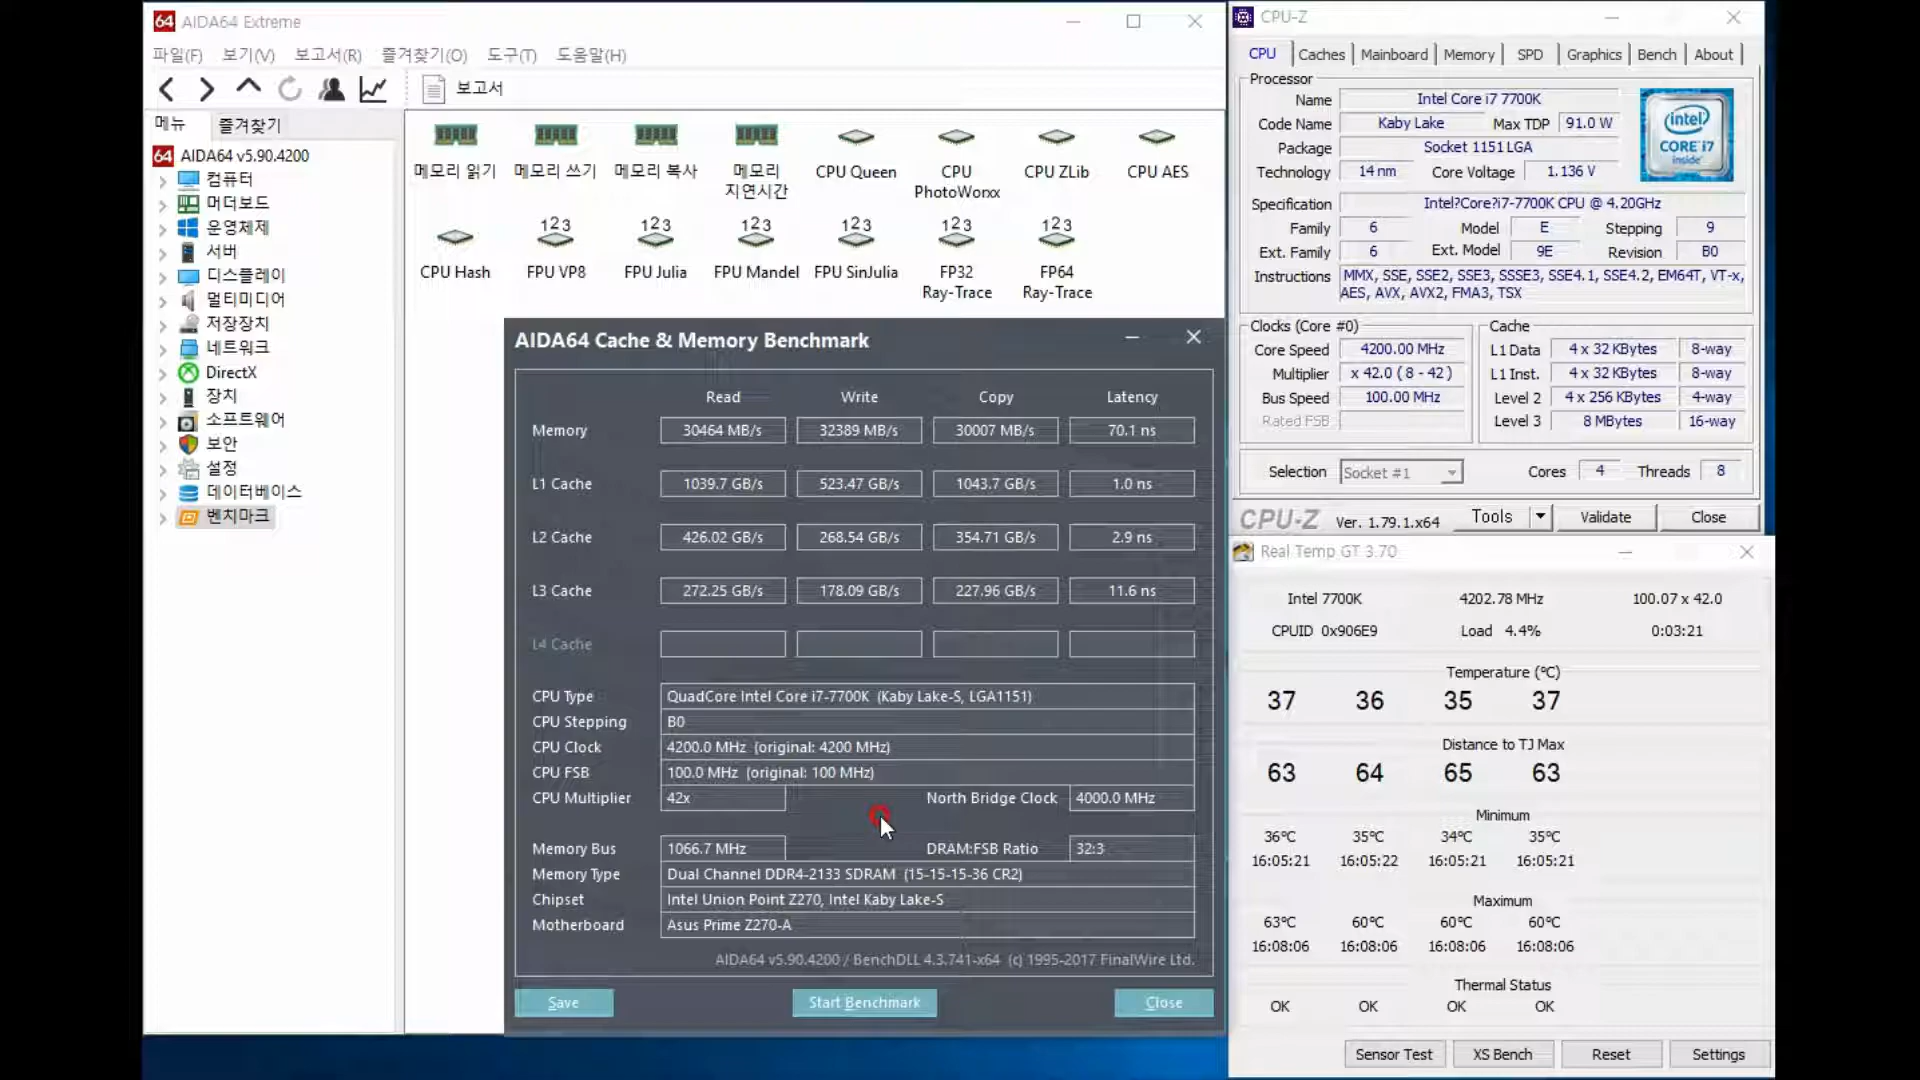 64 AIDA64 Extreme
파일(F) 보기(V) 보고서(R) 즐겨찾기(O) 도구(T) 도움말(H)
보고서
메뉴 즐겨찾기
64 AIDA64 v5.90.4200
컴퓨터
머더보드
운영체제
서버
디스플레이
멀티미디어
저장장치
네트워크
DirectX
장치
소프트웨어
보안
설정
데이터베이스
벤치마크
메모리 읽기 메모리 쓰기 메모리 복사 메모리 지연시간 CPU Queen CPU PhotoWorxx CPU ZLib CPU AES
123 123 123 123 123 123
CPU Hash FPU VP8 FPU Julia FPU Mandel FPU SinJulia FP32 Ray-Trace FP64 Ray-Trace
AIDA64 Cache & Memory Benchmark
Read Write Copy Latency
Memory 30464 MB/s 32389 MB/s 30007 MB/s 70.1 ns
L1 Cache 1039.7 GB/s 523.47 GB/s 1043.7 GB/s 1.0 ns
L2 Cache 426.02 GB/s 268.54 GB/s 354.71 GB/s 2.9 ns
L3 Cache 272.25 GB/s 178.09 GB/s 227.96 GB/s 11.6 ns
L4 Cache
CPU Type QuadCore Intel Core i7-7700K (Kaby Lake-S, LGA1151)
CPU Stepping B0
CPU Clock 4200.0 MHz (original: 4200 MHz)
CPU FSB 100.0 MHz (original: 100 MHz)
CPU Multiplier 42x North Bridge Clock 4000.0 MHz
Memory Bus 1066.7 MHz DRAM:FSB Ratio 32:3
Memory Type Dual Channel DDR4-2133 SDRAM (15-15-15-36 CR2)
Chipset Intel Union Point Z270, Intel Kaby Lake-S
Motherboard Asus Prime Z270-A
AIDA64 v5.90.4200 / BenchDLL 4.3.741-x64 (c) 1995-2017 FinalWire Ltd.
Save Start Benchmark Close
CPU-Z
CPU Caches Mainboard Memory SPD Graphics Bench About
Processor
Name Intel Core i7 7700K
Code Name Kaby Lake Max TDP 91.0 W
Package Socket 1151 LGA
Technology 14 nm Core Voltage 1.136 V
intel
CORE i7
inside
Specification Intel?Core?i7-7700K CPU @ 4.20GHz
Family 6 Model E Stepping 9
Ext. Family 6 Ext. Model 9E Revision B0
Instructions MMX, SSE, SSE2, SSE3, SSSE3, SSE4.1, SSE4.2, EM64T, VT-x,
AES, AVX, AVX2, FMA3, TSX
Clocks (Core #0) Cache
Core Speed 4200.00 MHz L1 Data 4 x 32 KBytes 8-way
Multiplier x 42.0 ( 8 - 42 ) L1 Inst. 4 x 32 KBytes 8-way
Bus Speed 100.00 MHz Level 2 4 x 256 KBytes 4-way
Rated FSB Level 3 8 MBytes 16-way
Selection Socket #1 Cores 4 Threads 8
CPU-Z Ver. 1.79.1.x64 Tools Validate Close
Real Temp GT 3.70
Intel 7700K 4202.78 MHz 100.07 x 42.0
CPUID 0x906E9 Load 4.4% 0:03:21
Temperature (℃)
37 36 35 37
Distance to TJ Max
63 64 65 63
Minimum
36℃ 35℃ 34℃ 35℃
16:05:21 16:05:22 16:05:21 16:05:21
Maximum
63℃ 60℃ 60℃ 60℃
16:08:06 16:08:06 16:08:06 16:08:06
Thermal Status
OK OK OK OK
Sensor Test XS Bench Reset Settings